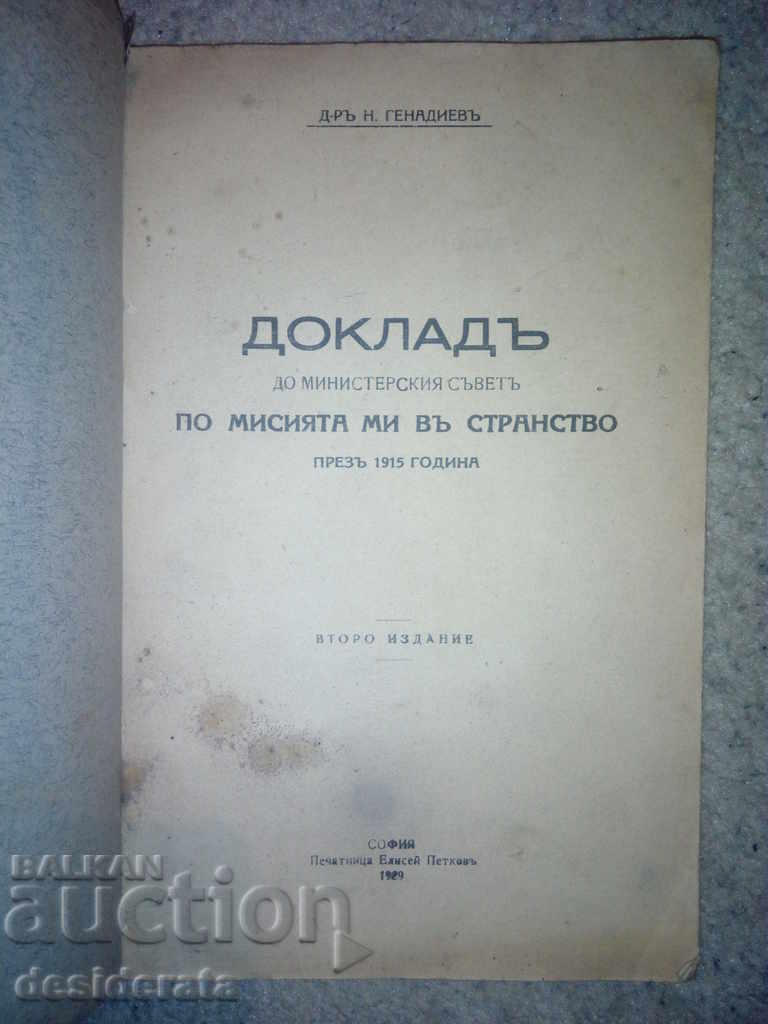 Д-РЪ Н. ГЕНАДИЕВЪ
ДОКЛАДЪ
ДО МИНИСТЕРСКИЯ СЪВЕТЪ
ПО МИСИЯТА МИ ВЪ СТРАНСТВО
ПРЕЗЪ 1915 ГОДИНА
ВТОРО ИЗДАНИЕ
СОФИЯ
Печатница Елисей Петковъ
1929
BALKAN
auction
desiderata